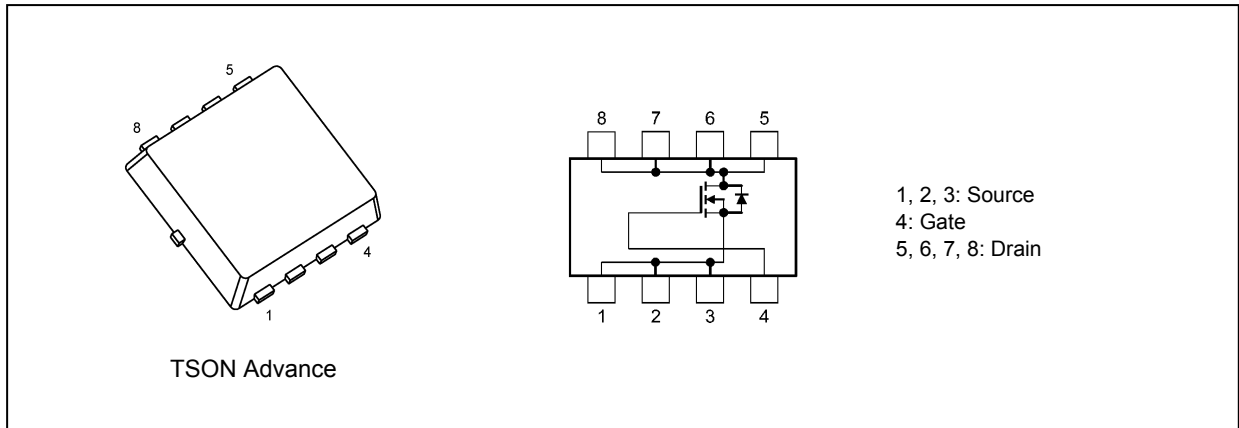 5
8
4
1
TSON Advance
8 7 6 5
1 2 3 4
1, 2, 3: Source
4: Gate
5, 6, 7, 8: Drain